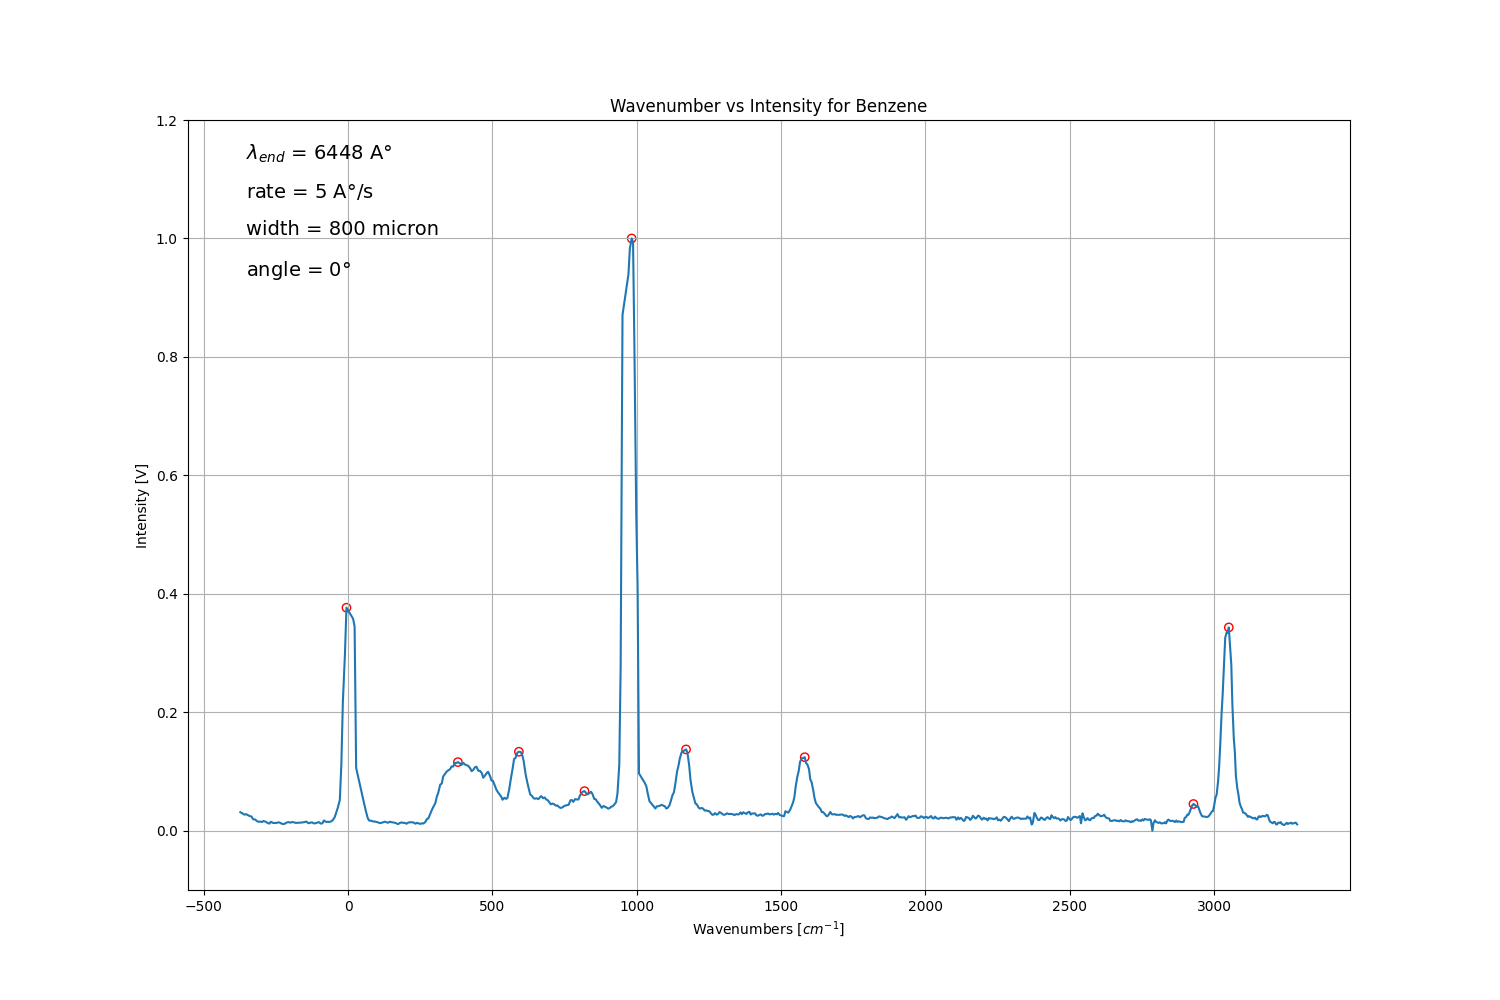 Wavenumber vs Intensity for Benzene
λend = 6448 A°
rate = 5 A°/s
width = 800 micron
angle = 0°
1.2
1.0
0.8
0.6
0.4
0.2
0.0
Intensity [V]
−500 0 500 1000 1500 2000 2500 3000
Wavenumbers [cm⁻¹]